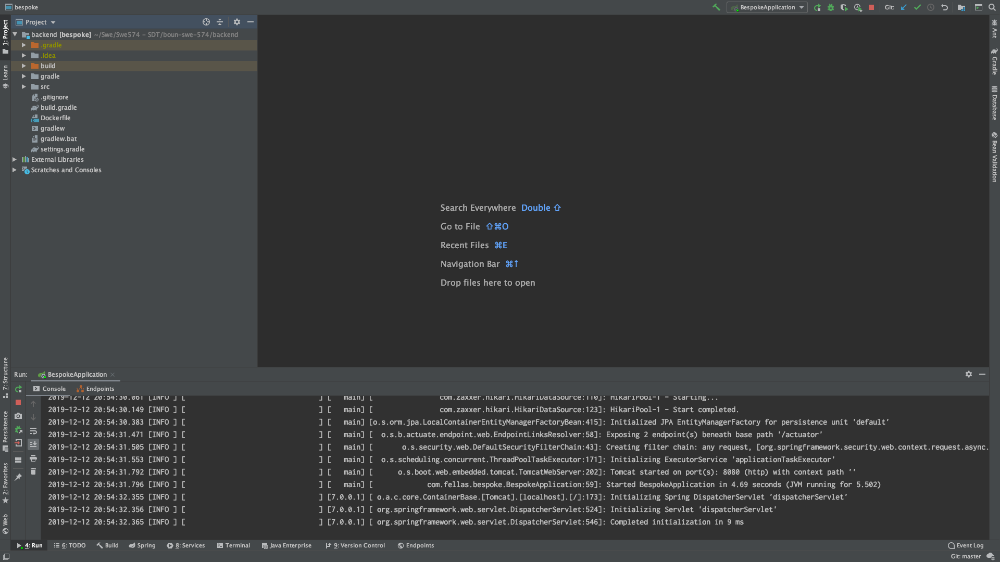 bespoke
BespokeApplication
Git:
1: Project
Learn
Project
backend [bespoke] ~/Swe/Swe574 - SDT/boun-swe-574/backend
.gradle
.idea
build
gradle
src
.gitignore
build.gradle
Dockerfile
gradlew
gradlew.bat
settings.gradle
External Libraries
Scratches and Consoles
Search Everywhere Double ⇧
Go to File ⇧⌘O
Recent Files ⌘E
Navigation Bar ⌘↑
Drop files here to open
Ant
Gradle
Database
Bean Validation
Z: Structure
Persistence
2: Favorites
Web
Run: BespokeApplication
Console Endpoints
2019-12-12 20:54:30.061 [INFO ] [ ] [ main] [ com.zaxxer.hikari.HikariDataSource:110]: HikariPool-1 - Starting...
2019-12-12 20:54:30.149 [INFO ] [ ] [ main] [ com.zaxxer.hikari.HikariDataSource:123]: HikariPool-1 - Start completed.
2019-12-12 20:54:30.383 [INFO ] [ ] [ main] [o.s.orm.jpa.LocalContainerEntityManagerFactoryBean:415]: Initialized JPA EntityManagerFactory for persistence unit 'default'
2019-12-12 20:54:31.471 [INFO ] [ ] [ main] [ o.s.b.actuate.endpoint.web.EndpointLinksResolver:58]: Exposing 2 endpoint(s) beneath base path '/actuator'
2019-12-12 20:54:31.505 [INFO ] [ ] [ main] [ o.s.security.web.DefaultSecurityFilterChain:43]: Creating filter chain: any request, [org.springframework.security.web.context.request.async.
2019-12-12 20:54:31.553 [INFO ] [ ] [ main] [ o.s.scheduling.concurrent.ThreadPoolTaskExecutor:171]: Initializing ExecutorService 'applicationTaskExecutor'
2019-12-12 20:54:31.792 [INFO ] [ ] [ main] [ o.s.boot.web.embedded.tomcat.TomcatWebServer:202]: Tomcat started on port(s): 8080 (http) with context path ''
2019-12-12 20:54:31.796 [INFO ] [ ] [ main] [ com.fellas.bespoke.BespokeApplication:59]: Started BespokeApplication in 4.69 seconds (JVM running for 5.502)
2019-12-12 20:54:32.355 [INFO ] [ ] [7.0.0.1] [ o.a.c.core.ContainerBase.[Tomcat].[localhost].[/]:173]: Initializing Spring DispatcherServlet 'dispatcherServlet'
2019-12-12 20:54:32.356 [INFO ] [ ] [7.0.0.1] [ org.springframework.web.servlet.DispatcherServlet:524]: Initializing Servlet 'dispatcherServlet'
2019-12-12 20:54:32.365 [INFO ] [ ] [7.0.0.1] [ org.springframework.web.servlet.DispatcherServlet:546]: Completed initialization in 9 ms
4: Run 6: TODO Build Spring 8: Services Terminal Java Enterprise 9: Version Control Endpoints Event Log
Git: master